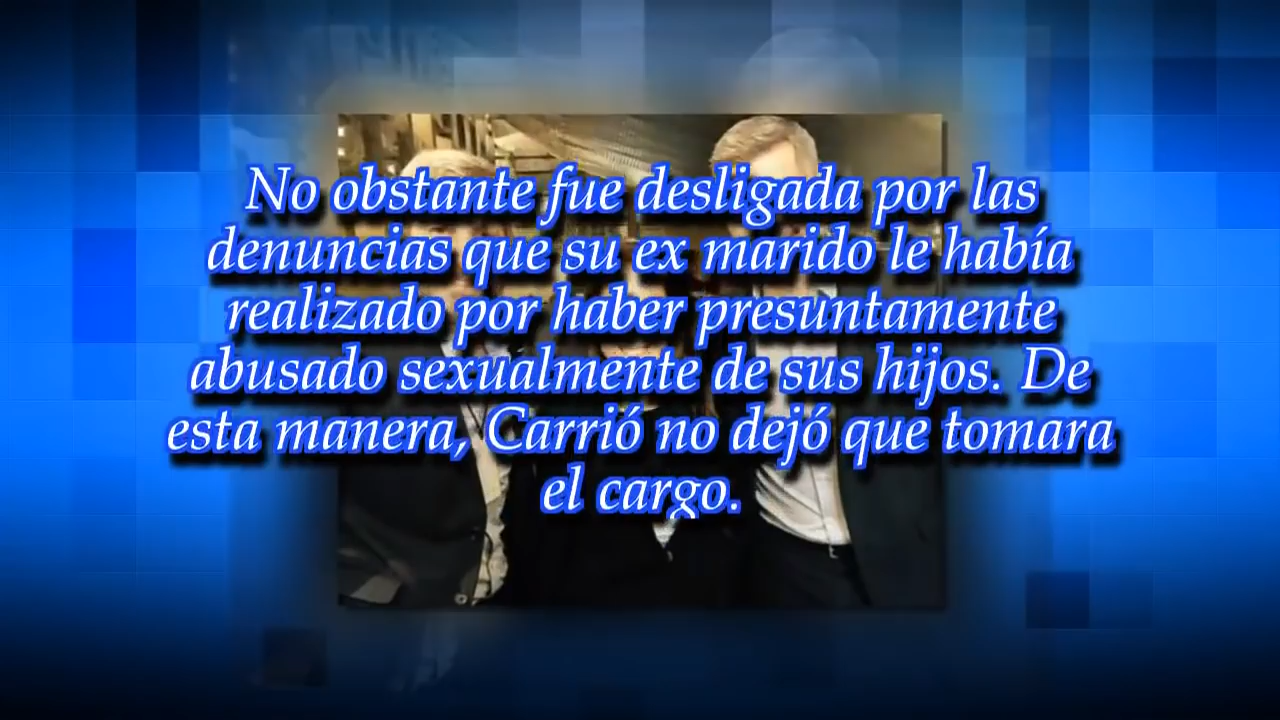 No obstante fue desligada por las
denuncias que su ex marido le había
realizado por haber presuntamente
abusado sexualmente de sus hijos. De
esta manera, Carrió no dejó que tomara
el cargo.